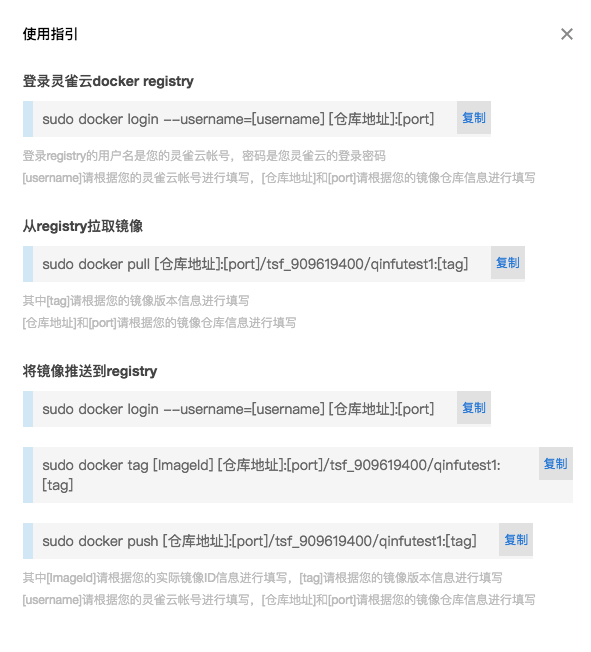 使用指引
登录灵雀云docker registry
sudo docker login --username=[username] [仓库地址]:[port]
复制
登录registry的用户名是您的灵雀云帐号，密码是您灵雀云的登录密码
[username]请根据您的灵雀云帐号进行填写，[仓库地址]和[port]请根据您的镜像仓库信息进行填写
从registry拉取镜像
sudo docker pull [仓库地址]:[port]/tsf_909619400/qinfutest1:[tag]
复制
其中[tag]请根据您的镜像版本信息进行填写
[仓库地址]和[port]请根据您的镜像仓库信息进行填写
将镜像推送到registry
sudo docker login --username=[username] [仓库地址]:[port]
复制
sudo docker tag [ImageId] [仓库地址]:[port]/tsf_909619400/qinfutest1:
[tag]
复制
sudo docker push [仓库地址]:[port]/tsf_909619400/qinfutest1:[tag]
复制
其中[ImageId]请根据您的实际镜像ID信息进行填写，[tag]请根据您的镜像版本信息进行填写
[username]请根据您的灵雀云帐号进行填写，[仓库地址]和[port]请根据您的镜像仓库信息进行填写